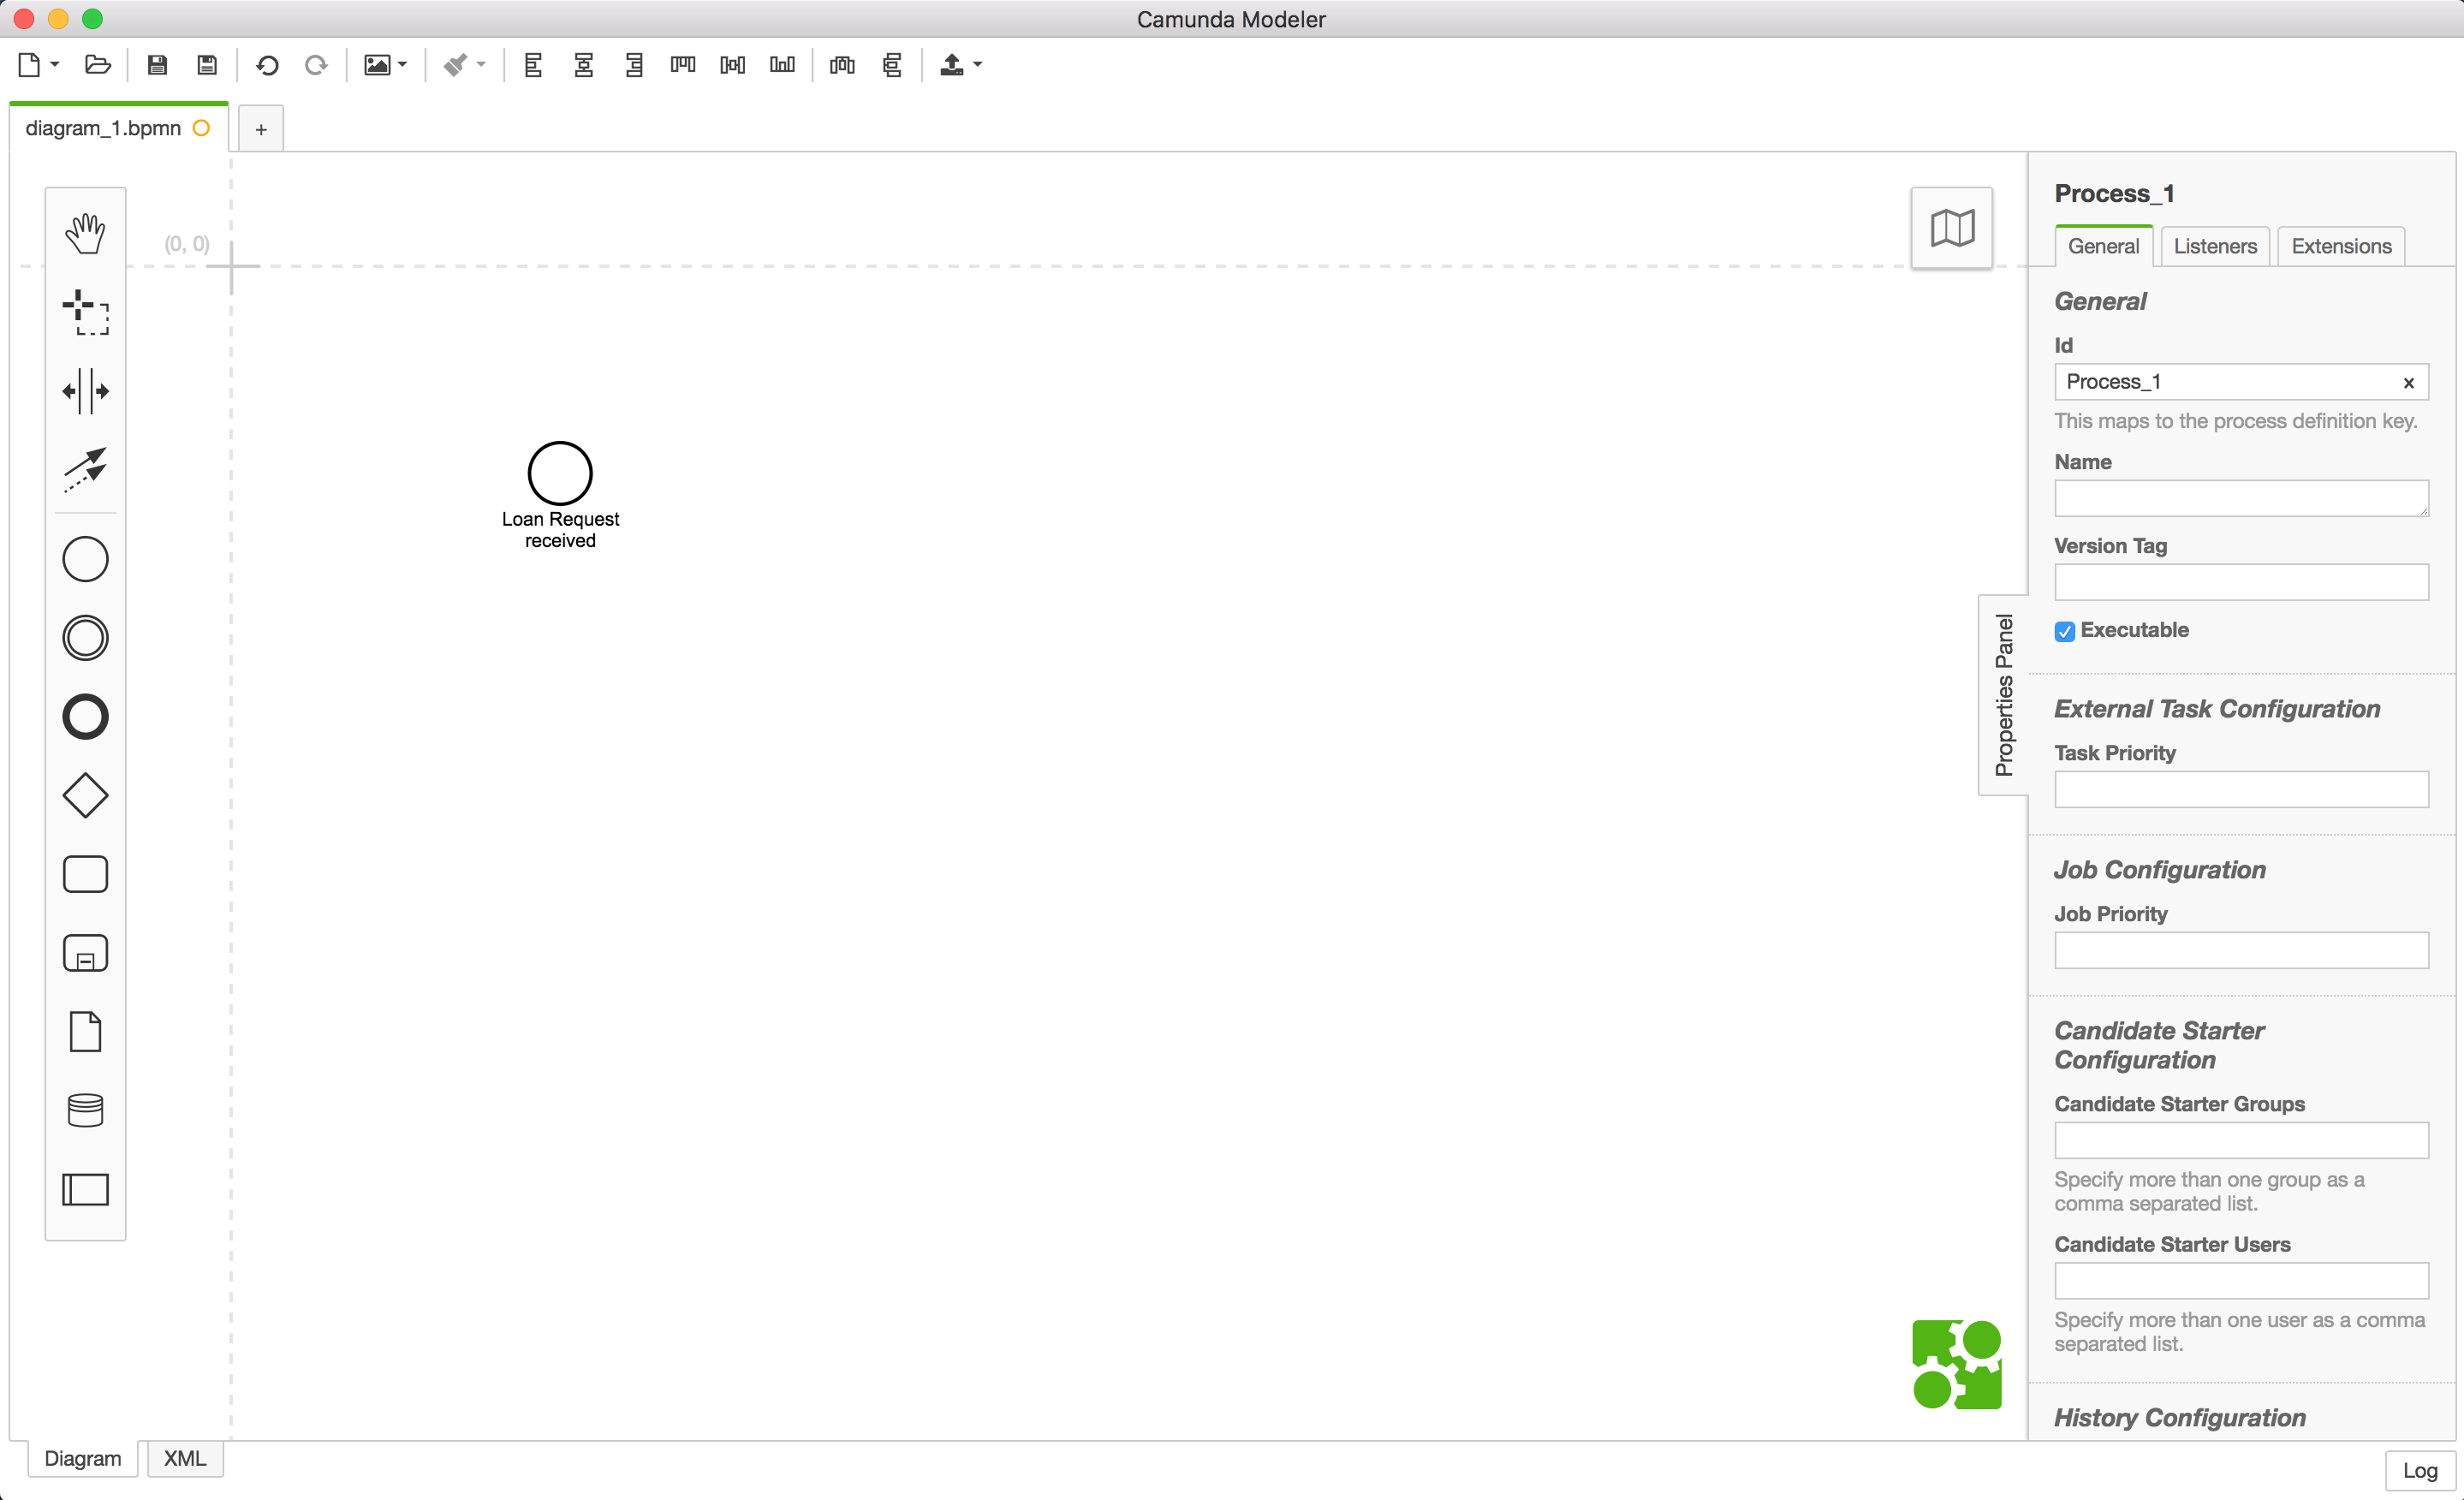 Camunda Modeler
diagram_1.bpmn
+
(0, 0)
Loan Request
received
Properties Panel
Process_1
General Listeners Extensions
General
Id
Process_1 ×
This maps to the process definition key.
Name
Version Tag
Executable
External Task Configuration
Task Priority
Job Configuration
Job Priority
Candidate Starter
Configuration
Candidate Starter Groups
Specify more than one group as a
comma separated list.
Candidate Starter Users
Specify more than one user as a comma
separated list.
History Configuration
Diagram XML
Log